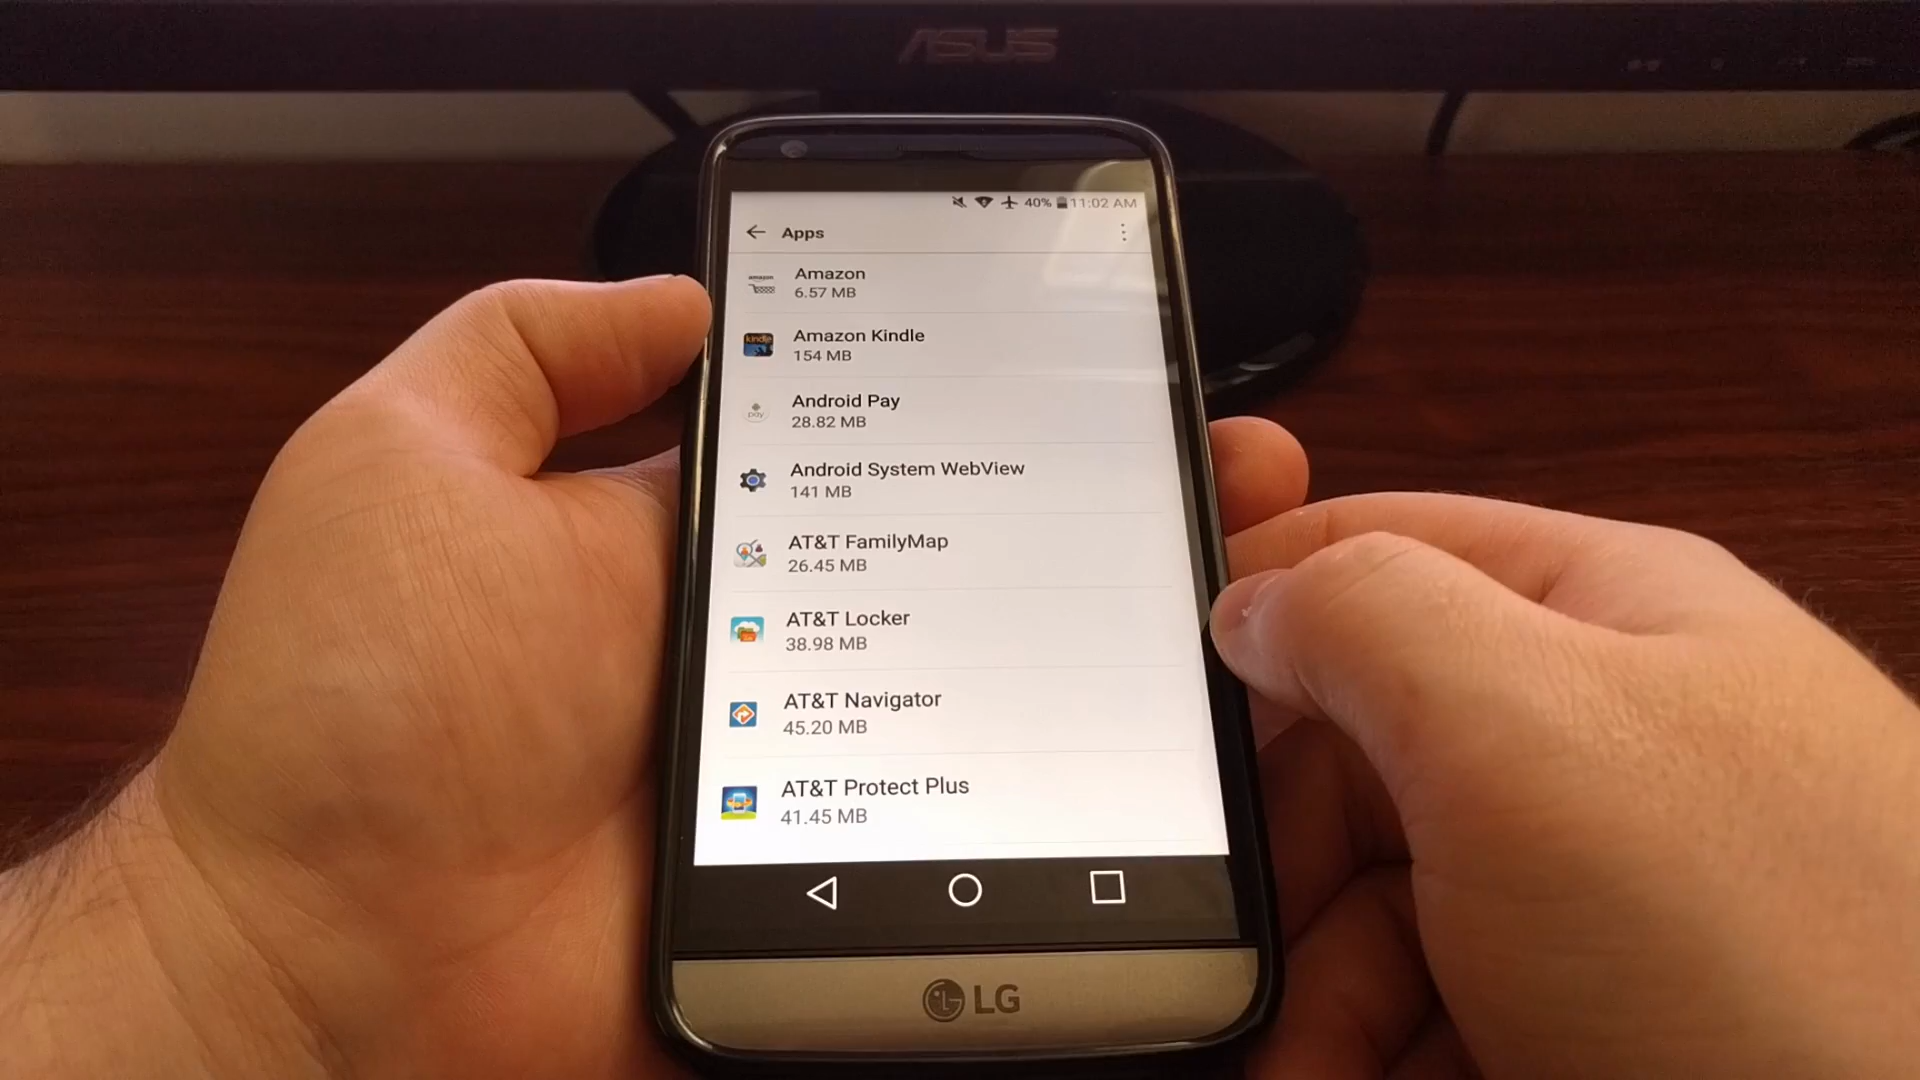 ASUS
40% 11:02 AM
Apps
amazon
Amazon
6.57 MB
kindle
Amazon Kindle
154 MB
pay
Android Pay
28.82 MB
Android System WebView
141 MB
AT&T FamilyMap
26.45 MB
AT&T Locker
38.98 MB
AT&T Navigator
45.20 MB
AT&T Protect Plus
41.45 MB
LG